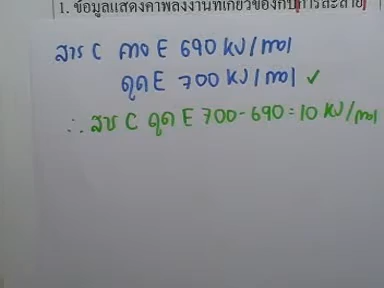 1. ข้อมูลแสดงค่าพลังงานที่เกี่ยวข้องกับการละลาย
สาร C คาย E 690 kJ/mol
ดูด E 700 kJ/mol ✓
∴ สาร C ดูด E 700-690 = 10 kJ/mol